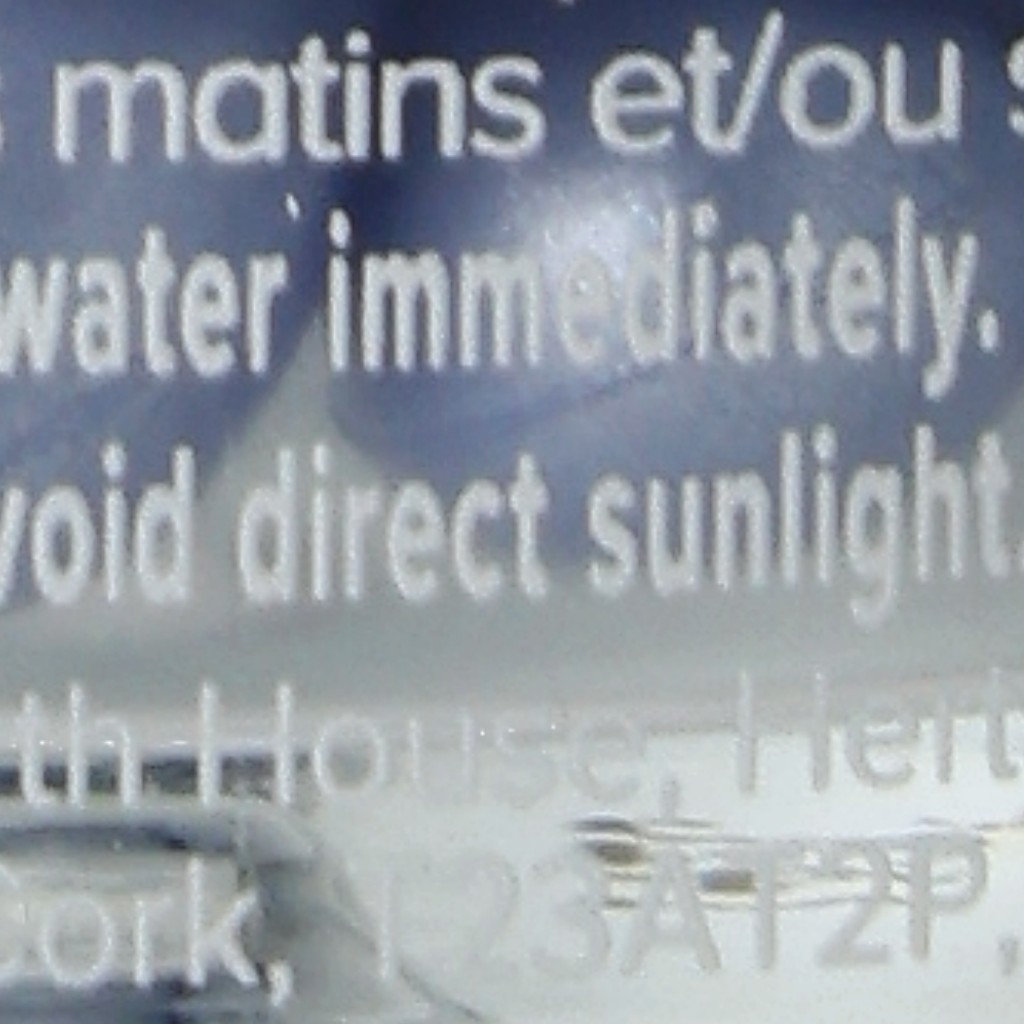 matins et/ou
water immediately.
void direct sunlight.
th House, Hert
Cork, T23AT2P,